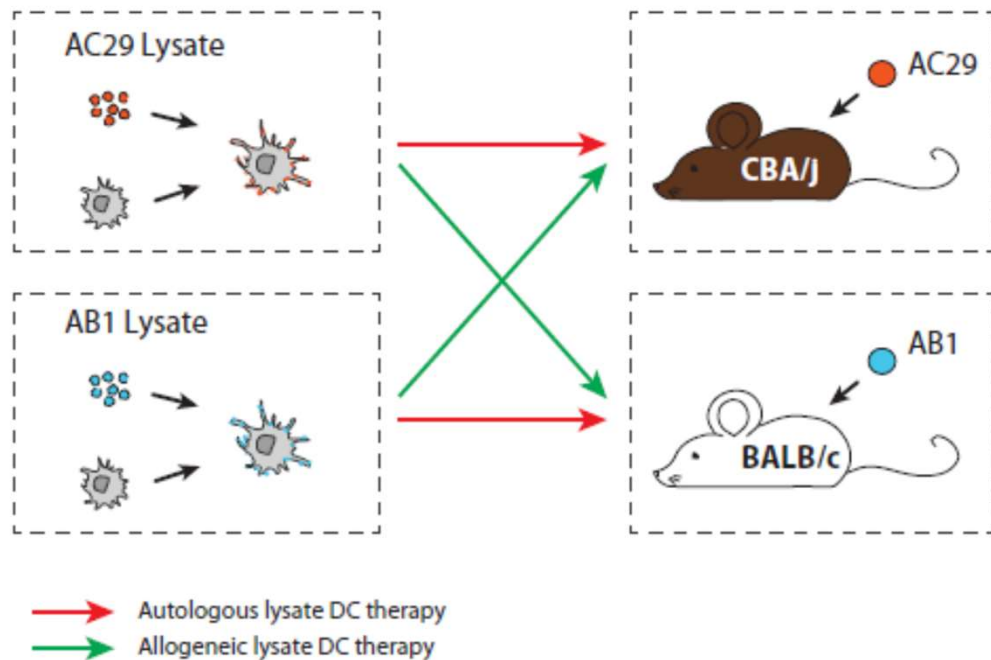 AC29 Lysate
AC29
CBA/J
AB1 Lysate
AB1
BALB/c
Autologous lysate DC therapy
Allogeneic lysate DC therapy